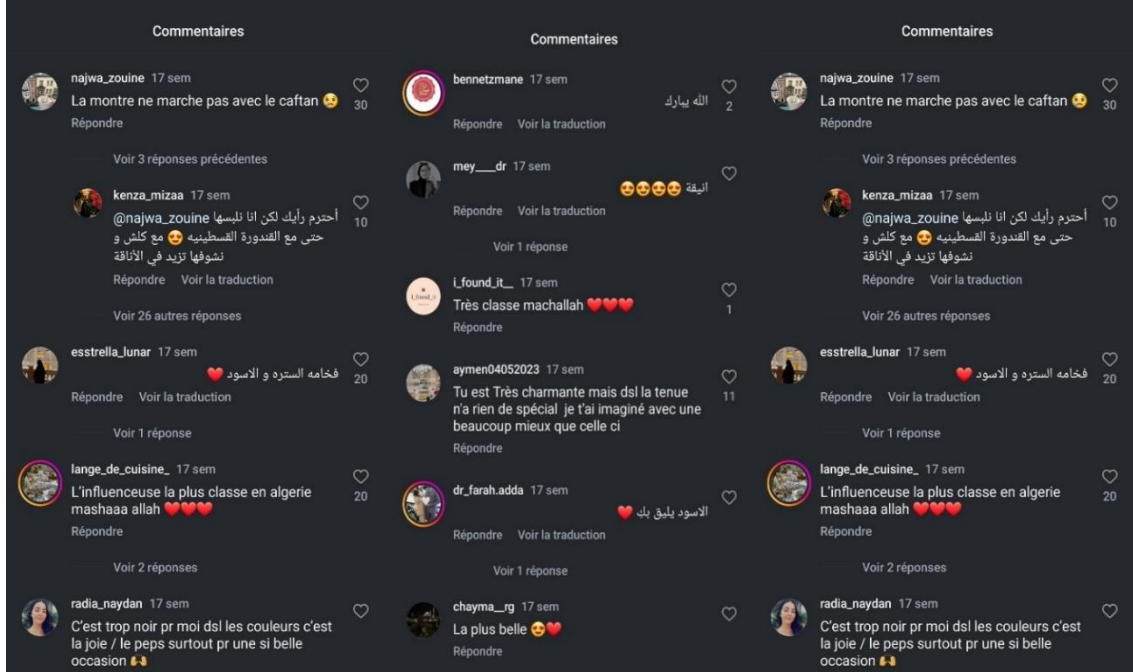 Commentaires
najwa_zouine 17 sem
La montre ne marche pas avec le caftan 😢
30
Répondre
Voir 3 réponses précédentes
kenza_mizaa 17 sem
@najwa_zouine أحترم رأيك لكن انا نلبسها
حتى مع القندورة القسطينيه 😍 مع كلش و
نشوفها تزيد في الأناقة
10
Répondre Voir la traduction
Voir 26 autres réponses
esstrella_lunar 17 sem
فخامه الستره و الاسود ❤️
20
Répondre Voir la traduction
Voir 1 réponse
lange_de_cuisine_ 17 sem
L'influenceuse la plus classe en algerie
mashaaa allah ❤️❤️❤️
20
Répondre
Voir 2 réponses
radia_naydan 17 sem
C'est trop noir pr moi dsl les couleurs c'est
la joie / le peps surtout pr une si belle
occasion 🙌
Commentaires
bennetzmane 17 sem
الله يبارك
2
Répondre Voir la traduction
mey___dr 17 sem
انيقة 😍😍😍😍
Répondre Voir la traduction
Voir 1 réponse
i_found_it__ 17 sem
Très classe machallah ❤️❤️❤️
1
Répondre
aymen04052023 17 sem
Tu est Très charmante mais dsl la tenue
n'a rien de spécial je t'ai imaginé avec une
beaucoup mieux que celle ci
11
Répondre
dr_farah.adda 17 sem
الاسود يليق بك ❤️
Répondre Voir la traduction
Voir 1 réponse
chayma__rg 17 sem
La plus belle 😍❤️
Répondre
Commentaires
najwa_zouine 17 sem
La montre ne marche pas avec le caftan 😢
30
Répondre
Voir 3 réponses précédentes
kenza_mizaa 17 sem
@najwa_zouine أحترم رأيك لكن انا نلبسها
حتى مع القندورة القسطينيه 😍 مع كلش و
نشوفها تزيد في الأناقة
10
Répondre Voir la traduction
Voir 26 autres réponses
esstrella_lunar 17 sem
فخامه الستره و الاسود ❤️
20
Répondre Voir la traduction
Voir 1 réponse
lange_de_cuisine_ 17 sem
L'influenceuse la plus classe en algerie
mashaaa allah ❤️❤️❤️
20
Répondre
Voir 2 réponses
radia_naydan 17 sem
C'est trop noir pr moi dsl les couleurs c'est
la joie / le peps surtout pr une si belle
occasion 🙌